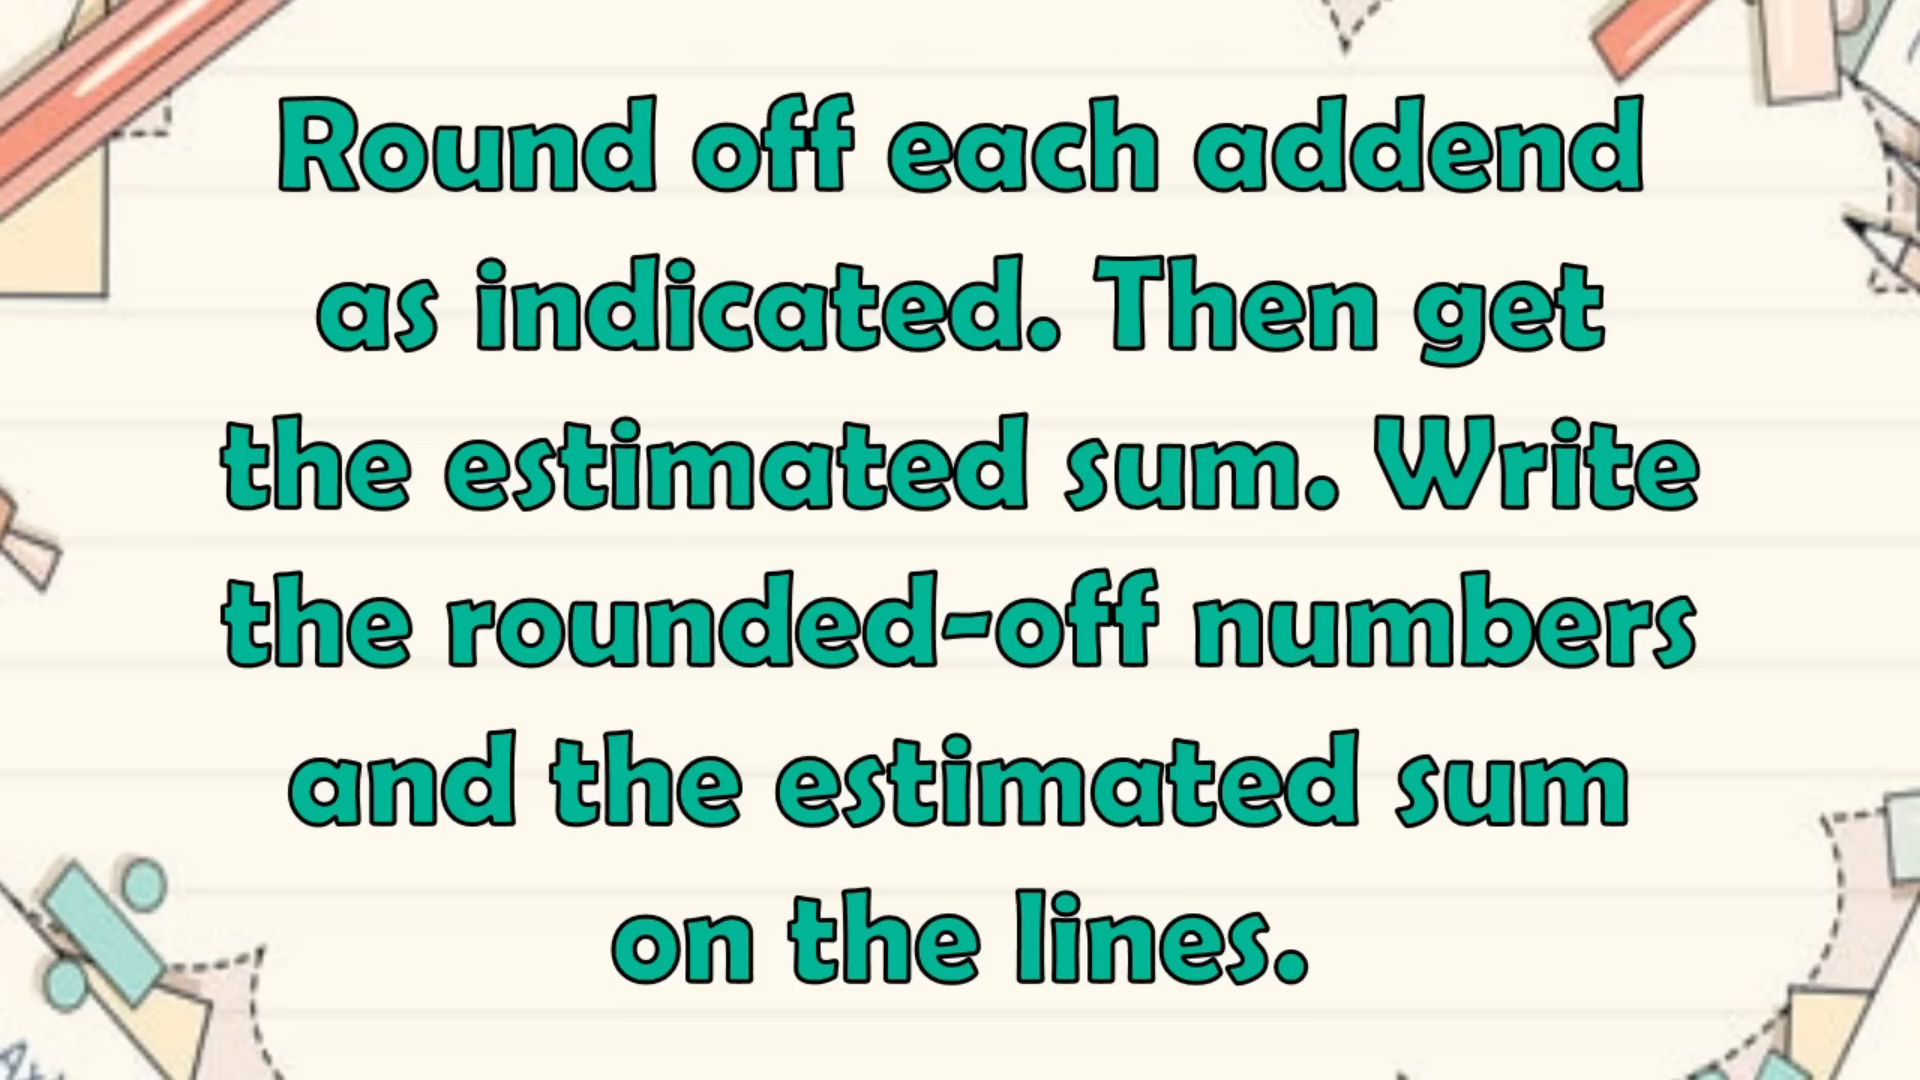 Round off each addend
as indicated. Then get
the estimated sum. Write
the rounded-off numbers
and the estimated sum
on the lines.